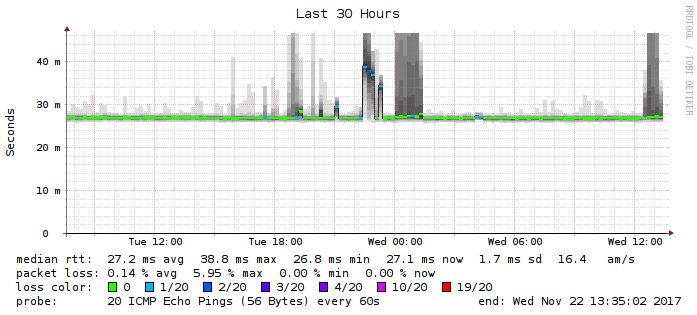 Last 30 Hours
RRDTOOL / TOBI OETIKER
Seconds
40 m
30 m
20 m
10 m
0
Tue 12:00 Tue 18:00 Wed 00:00 Wed 06:00 Wed 12:00
median rtt: 27.2 ms avg 38.8 ms max 26.8 ms min 27.1 ms now 1.7 ms sd 16.4 am/s
packet loss: 0.14 % avg 5.95 % max 0.00 % min 0.00 % now
loss color: 0 1/20 2/20 3/20 4/20 10/20 19/20
probe: 20 ICMP Echo Pings (56 Bytes) every 60s end: Wed Nov 22 13:35:02 2017